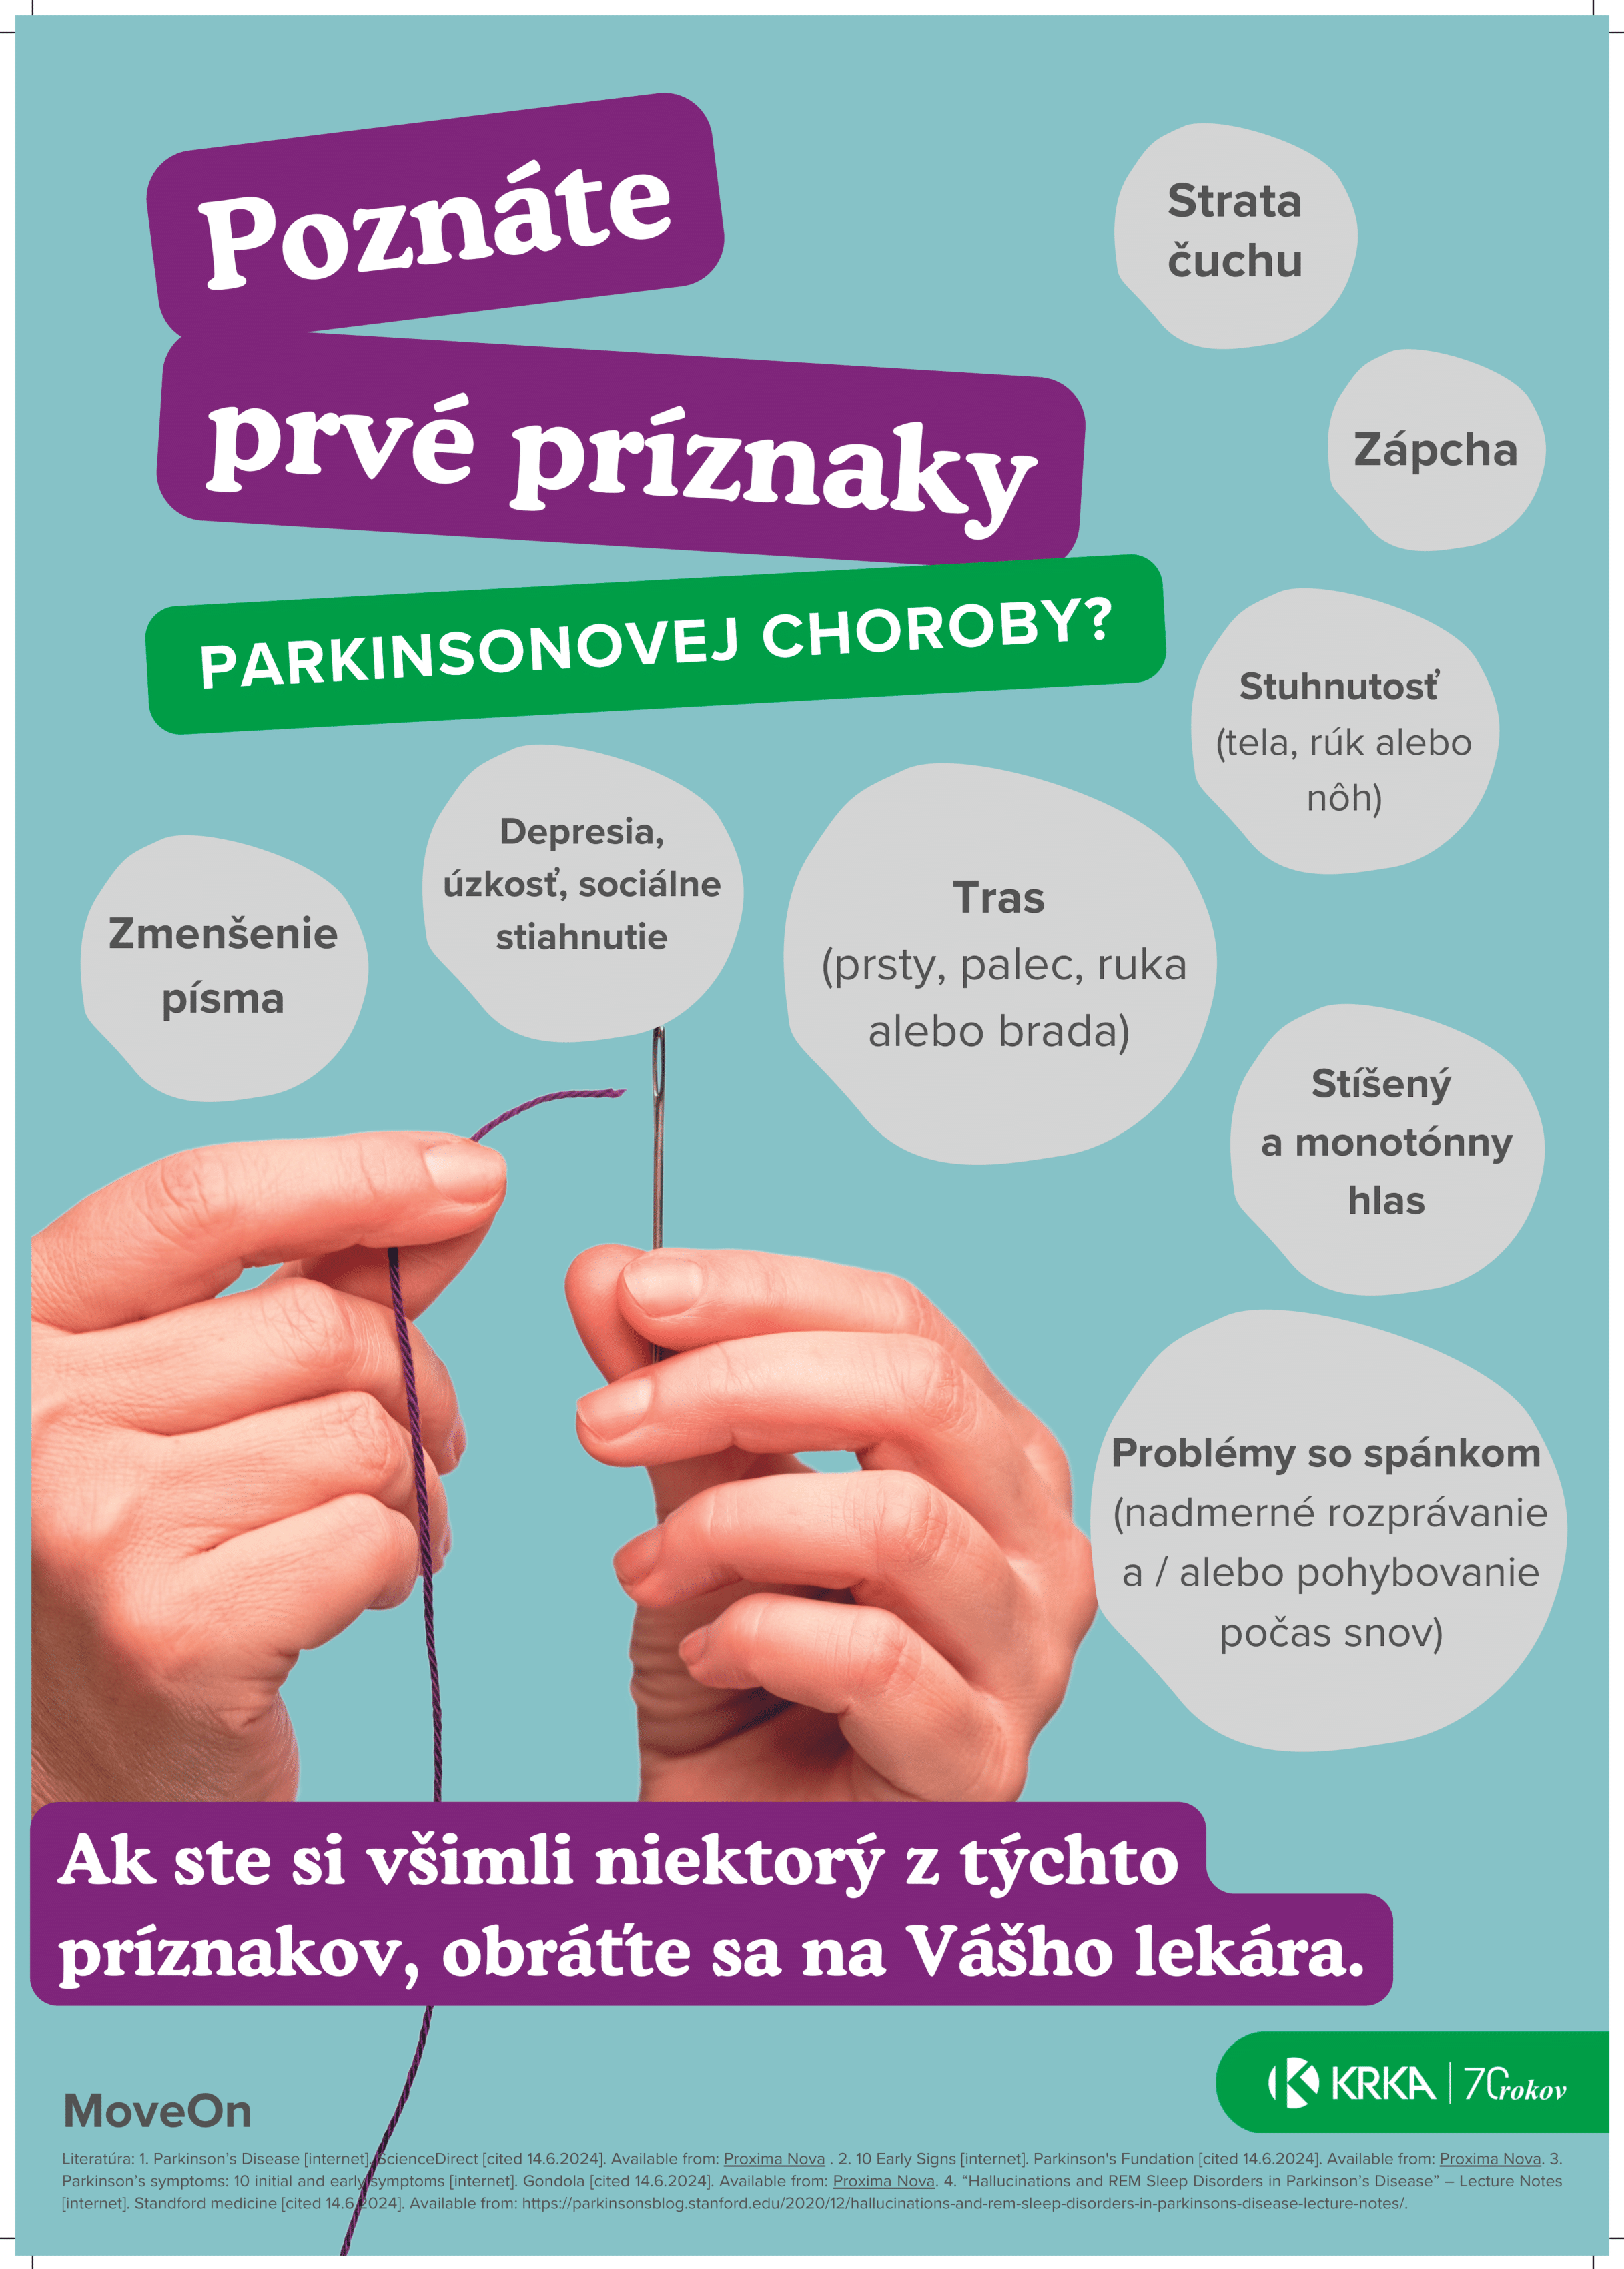 Poznáte
prvé príznaky
PARKINSONOVEJ CHOROBY?
Strata
čuchu
Zápcha
Stuhnutosť
(tela, rúk alebo
nôh)
Depresia,
úzkosť, sociálne
stiahnutie
Zmenšenie
písma
Tras
(prsty, palec, ruka
alebo brada)
Stíšený
a monotónny
hlas
Problémy so spánkom
(nadmerné rozprávanie
a / alebo pohybovanie
počas snov)
Ak ste si všimli niektorý z týchto
príznakov, obráťte sa na Vášho lekára.
KRKA | 70rokov
MoveOn
Literatúra: 1. Parkinson's Disease [internet]. ScienceDirect [cited 14.6.2024]. Available from: Proxima Nova . 2. 10 Early Signs [internet]. Parkinson's Fundation [cited 14.6.2024]. Available from: Proxima Nova. 3.
Parkinson's symptoms: 10 initial and early symptoms [internet]. Gondola [cited 14.6.2024]. Available from: Proxima Nova. 4. “Hallucinations and REM Sleep Disorders in Parkinson's Disease” – Lecture Notes
[internet]. Standford medicine [cited 14.6.2024]. Available from: https://parkinsonsblog.stanford.edu/2020/12/hallucinations-and-rem-sleep-disorders-in-parkinsons-disease-lecture-notes/.